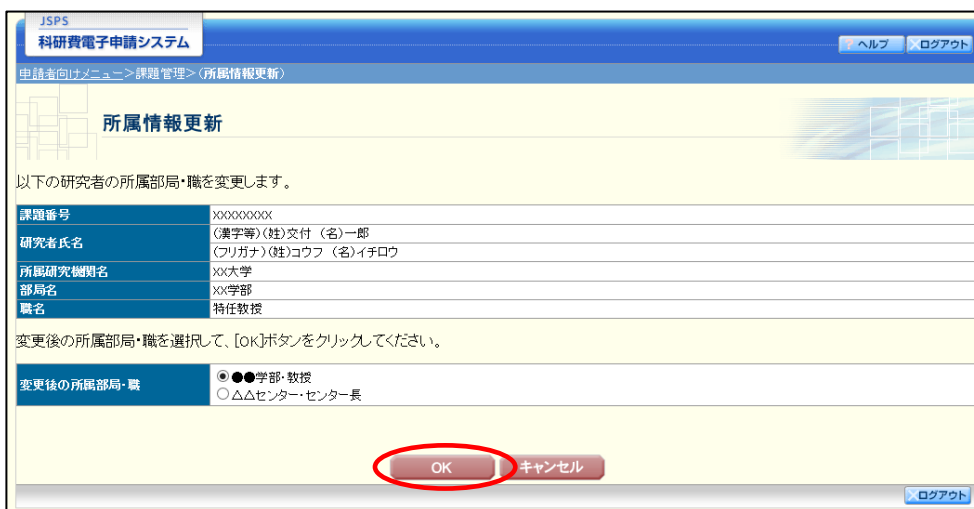 JSPS
科研費電子申請システム
? ヘルプ ログアウト
申請者向けメニュー>課題管理>(所属情報更新)
所属情報更新
以下の研究者の所属部局・職を変更します。
課題番号 XXXXXXXX
研究者氏名 (漢字等)(姓)交付 (名)一郎
(フリガナ)(姓)コウフ (名)イチロウ
所属研究機関名 XX大学
部局名 XX学部
職名 特任教授
変更後の所属部局・職を選択して、[OK]ボタンをクリックしてください。
変更後の所属部局・職 ●●学部・教授
△△センター・センター長
OK キャンセル
ログアウト